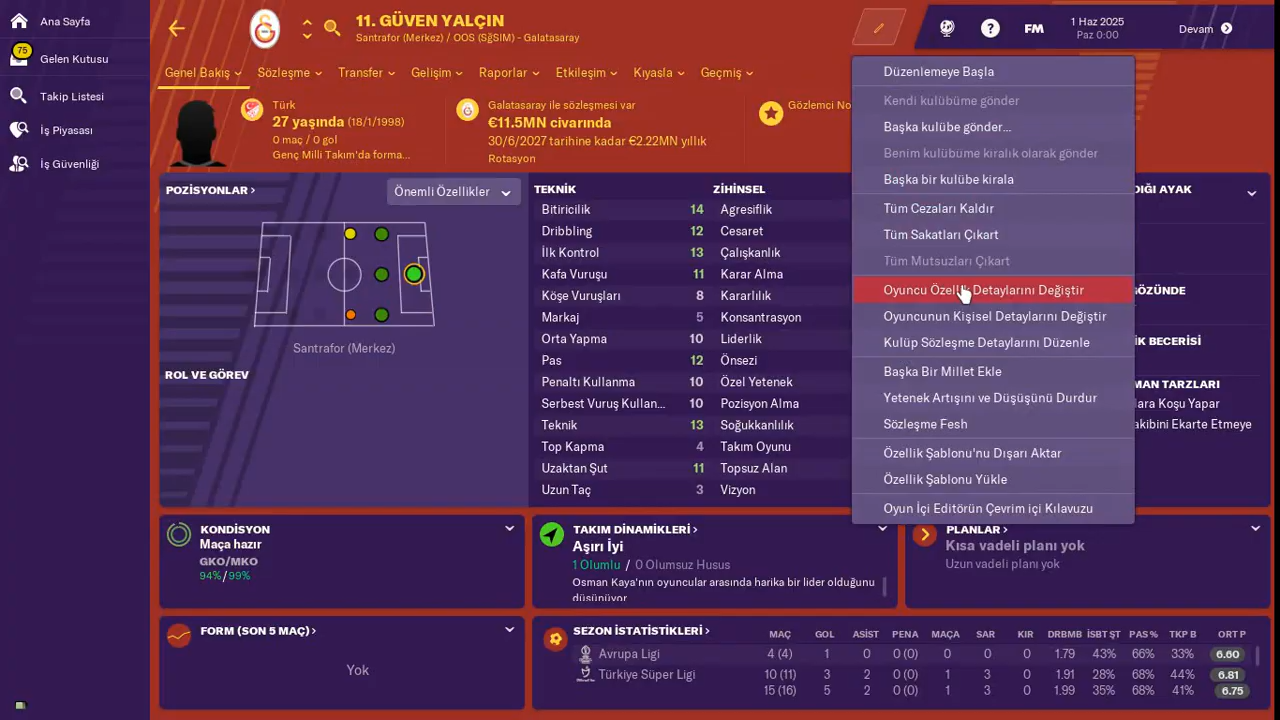 Ana Sayfa
75
Gelen Kutusu
Takip Listesi
İş Piyasası
İş Güvenliği
11. GÜVEN YALÇIN
Santrafor (Merkez) / OOS (SğSlM) - Galatasaray
FM
1 Haz 2025
Paz 0:00
Devam
Genel Bakış
Sözleşme
Transfer
Gelişim
Raporlar
Etkileşim
Kıyasla
Geçmiş
Türk
27 yaşında (18/1/1998)
0 maç / 0 gol
Genç Milli Takım'da forma...
Galatasaray ile sözleşmesi var
€11.5MN civarında
30/6/2027 tarihine kadar €2.22MN yıllık
Rotasyon
Gözlemci No
POZİSYONLAR
Önemli Özellikler
Santrafor (Merkez)
ROL VE GÖREV
TEKNİK
Bitiricilik 14
Dribbling 12
İlk Kontrol 13
Kafa Vuruşu 11
Köşe Vuruşları 8
Markaj 5
Orta Yapma 10
Pas 12
Penaltı Kullanma 10
Serbest Vuruş Kullan... 10
Teknik 13
Top Kapma 4
Uzaktan Şut 11
Uzun Taç 3
ZİHİNSEL
Agresiflik
Cesaret
Çalışkanlık
Karar Alma
Kararlılık
Konsantrasyon
Liderlik
Önsezi
Özel Yetenek
Pozisyon Alma
Soğukkanlılık
Takım Oyunu
Topsuz Alan
Vizyon
Düzenlemeye Başla
Kendi kulübüme gönder
Başka kulübe gönder...
Benim kulübüme kiralık olarak gönder
Başka bir kulübe kirala
Tüm Cezaları Kaldır
Tüm Sakatları Çıkart
Tüm Mutsuzları Çıkart
Oyuncu Özellik Detaylarını Değiştir
Oyuncunun Kişisel Detaylarını Değiştir
Kulüp Sözleşme Detaylarını Düzenle
Başka Bir Millet Ekle
Yetenek Artışını ve Düşüşünü Durdur
Sözleşme Fesh
Özellik Şablonu'nu Dışarı Aktar
Özellik Şablonu Yükle
Oyun İçi Editörün Çevrim içi Kılavuzu
DIĞI AYAK
GÖZÜNDE
İK BECERİSİ
MAN TARZLARI
lara Koşu Yapar
akibini Ekarte Etmeye
KONDİSYON
Maça hazır
GKO/MKO
94%/99%
TAKIM DİNAMİKLERİ
Aşırı İyi
1 Olumlu / 0 Olumsuz Husus
Osman Kaya'nın oyuncular arasında harika bir lider olduğunu
düşünüyor
PLANLAR
Kısa vadeli planı yok
Uzun vadeli planı yok
FORM (SON 5 MAÇ)
Yok
SEZON İSTATİSTİKLERİ
MAÇ GOL ASİST PENA MAÇA SAR KIR DRBMB İSBT ŞT PAS % TKP B ORT P
Avrupa Ligi 4 (4) 1 0 0 (0) 0 0 0 1.79 43% 66% 33% 6.60
Türkiye Süper Ligi 10 (11) 3 2 0 (0) 1 3 0 1.91 28% 68% 44% 6.81
15 (16) 5 2 0 (0) 1 3 0 1.99 35% 68% 41% 6.75